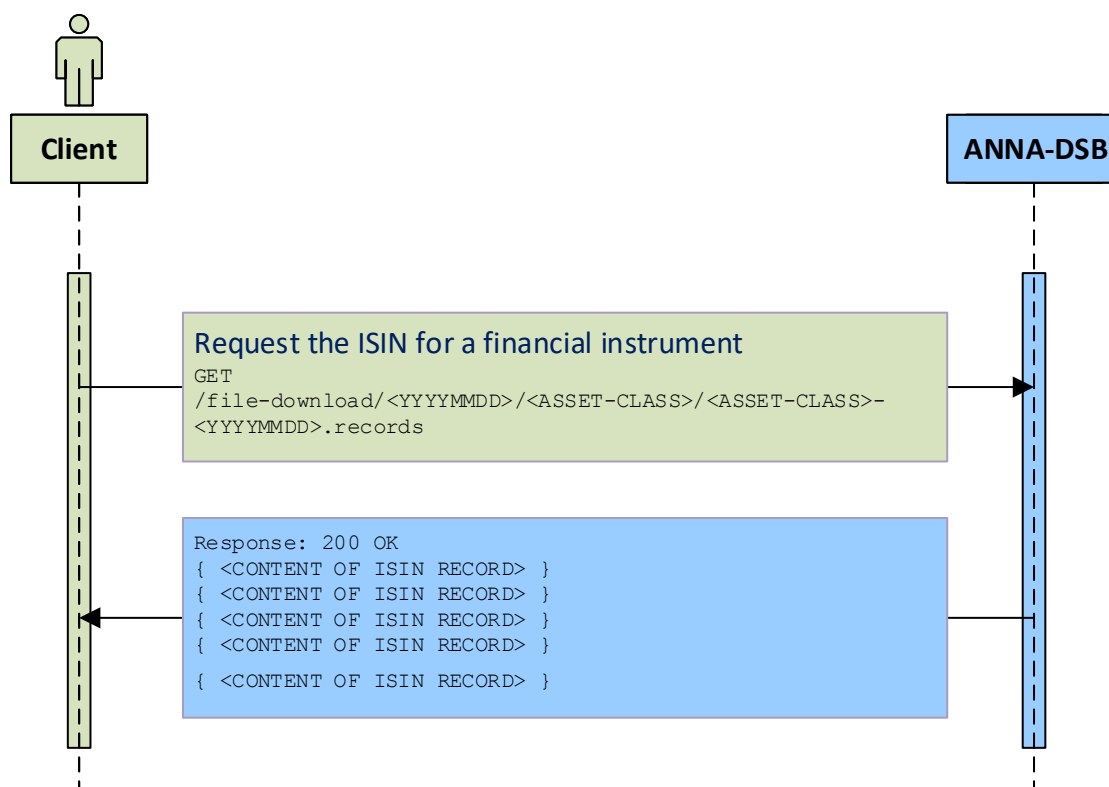 Client
ANNA-DSB
Request the ISIN for a financial instrument
GET
/file-download/<YYYYMMDD>/<ASSET-CLASS>/<ASSET-CLASS>-
<YYYYMMDD>.records
Response: 200 OK
{ <CONTENT OF ISIN RECORD> }
{ <CONTENT OF ISIN RECORD> }
{ <CONTENT OF ISIN RECORD> }
{ <CONTENT OF ISIN RECORD> }
{ <CONTENT OF ISIN RECORD> }